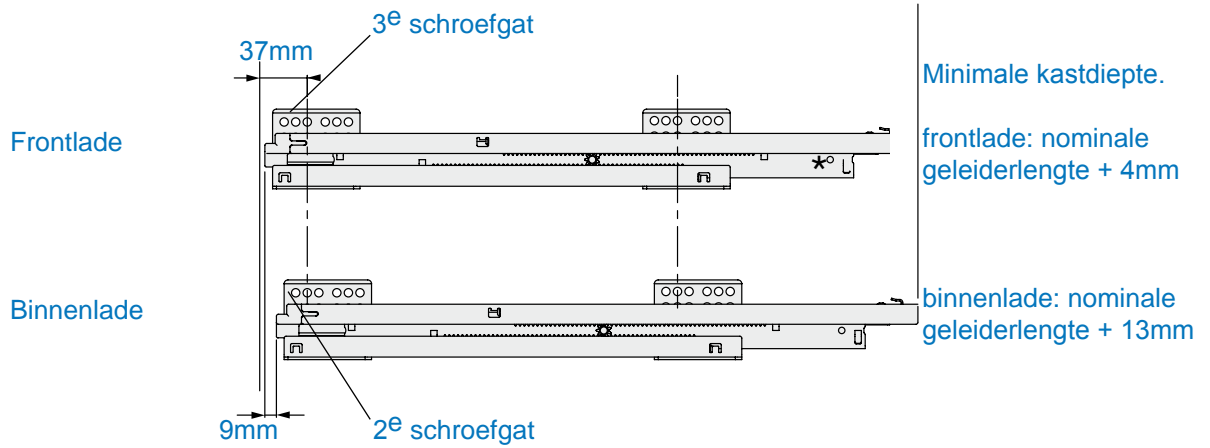 3e schroefgat
37mm
Minimale kastdiepte.
Frontlade
frontlade: nominale
geleiderlengte + 4mm
Binnenlade
binnenlade: nominale
geleiderlengte + 13mm
9mm
2e schroefgat